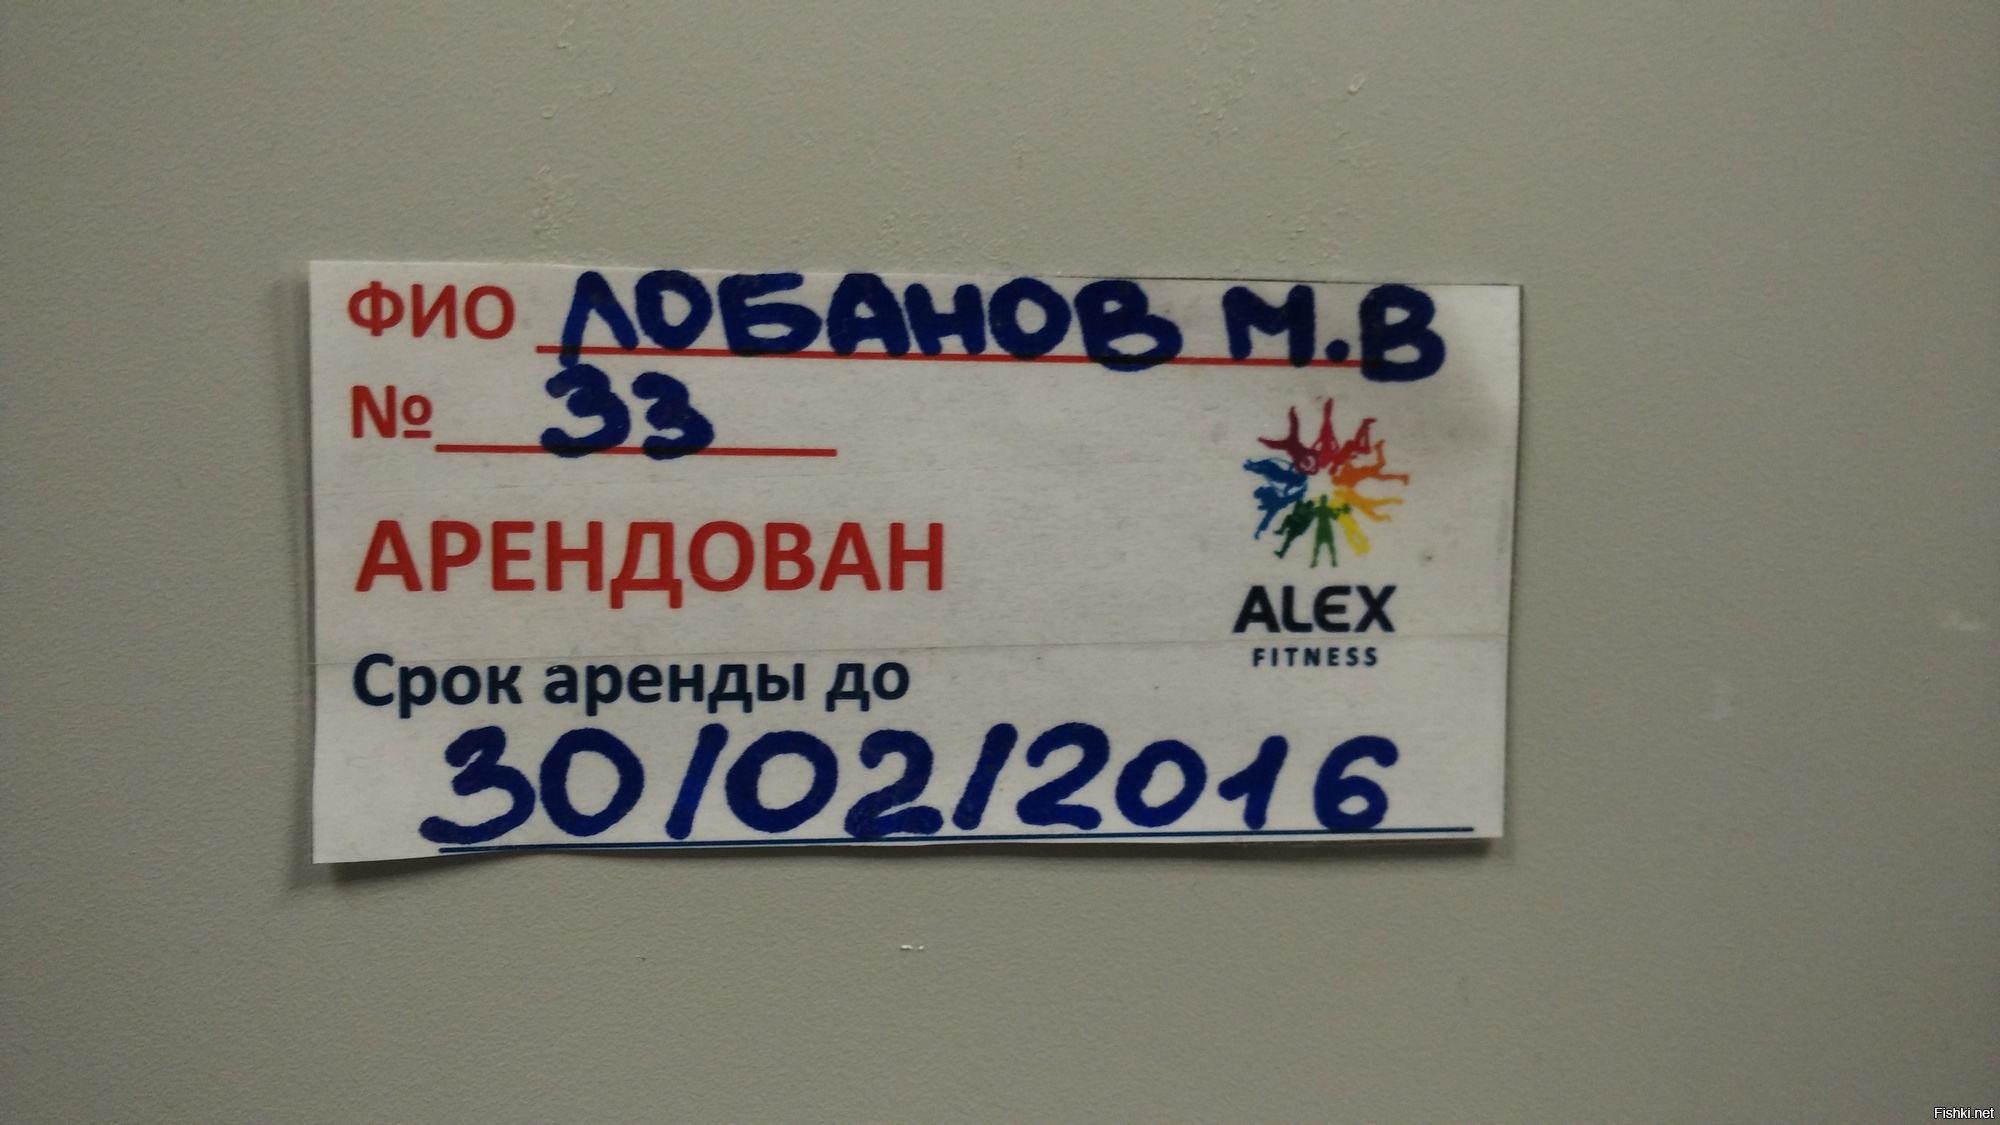 ФИО ЛОБАНОВ М.В
№ 33
АРЕНДОВАН
ALEX
FITNESS
Срок аренды до
30/02/2016
Fishki.net